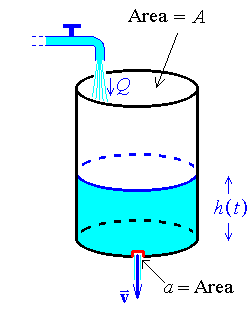 Area = A
Q
h(t)
a = Area
v⃗